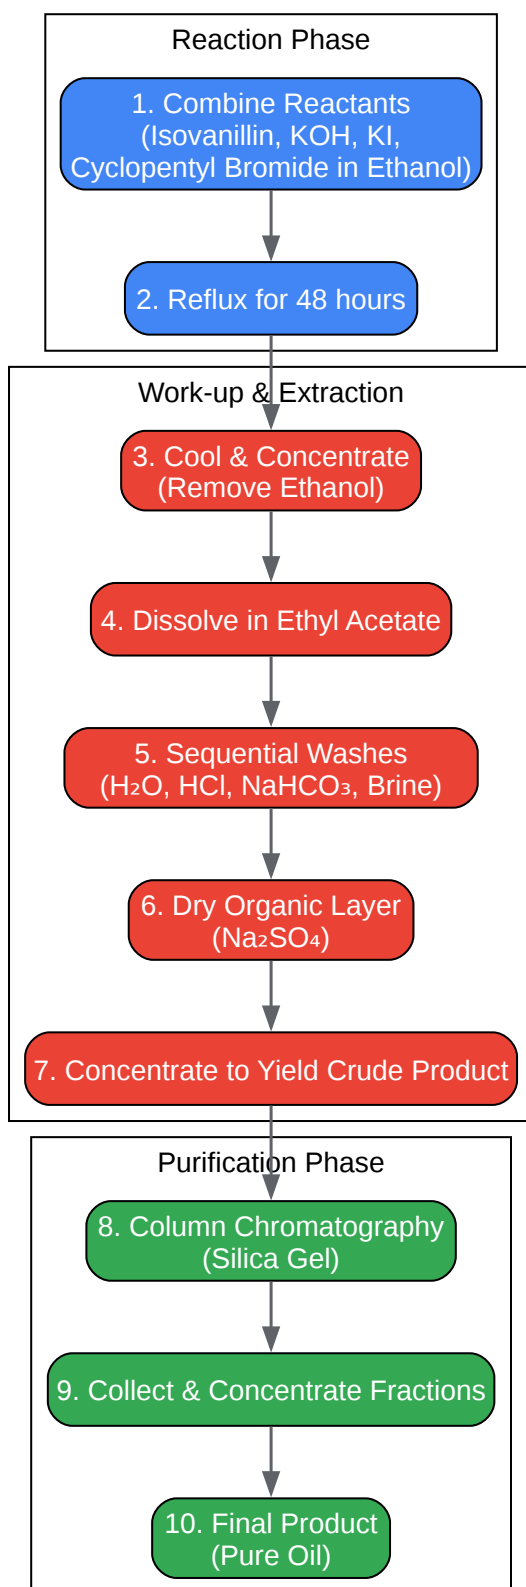 Reaction Phase
1. Combine Reactants
(Isovanillin, KOH, KI,
Cyclopentyl Bromide in Ethanol)
2. Reflux for 48 hours
Work-up & Extraction
3. Cool & Concentrate
(Remove Ethanol)
4. Dissolve in Ethyl Acetate
5. Sequential Washes
(H₂O, HCl, NaHCO₃, Brine)
6. Dry Organic Layer
(Na₂SO₄)
7. Concentrate to Yield Crude Product
Purification Phase
8. Column Chromatography
(Silica Gel)
9. Collect & Concentrate Fractions
10. Final Product
(Pure Oil)